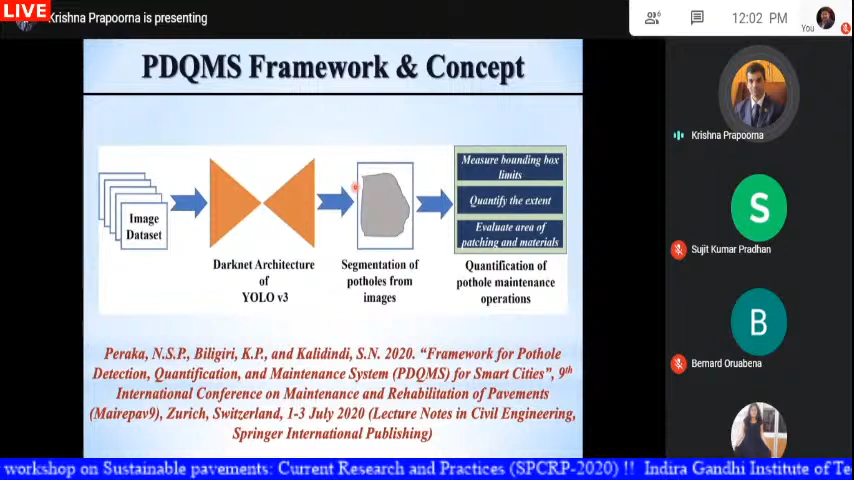 LIVE
Krishna Prapoorna is presenting
6
12:02 PM
You
PDQMS Framework & Concept
Image
Dataset
Darknet Architecture
of
YOLO v3
Segmentation of
potholes from
images
Measure bounding box
limits
Quantify the extent
Evaluate area of
patching and materials
Quantification of
pothole maintenance
operations
Peraka, N.S.P., Biligiri, K.P., and Kalidindi, S.N. 2020. “Framework for Pothole
Detection, Quantification, and Maintenance System (PDQMS) for Smart Cities”, 9th
International Conference on Maintenance and Rehabilitation of Pavements
(Mairepav9), Zurich, Switzerland, 1-3 July 2020 (Lecture Notes in Civil Engineering,
Springer International Publishing)
Krishna Prapoorna
S
Sujit Kumar Pradhan
B
Bernard Oruabena
workshop on Sustainable pavements: Current Research and Practices (SPCRP-2020) !! Indira Gandhi Institute of Te